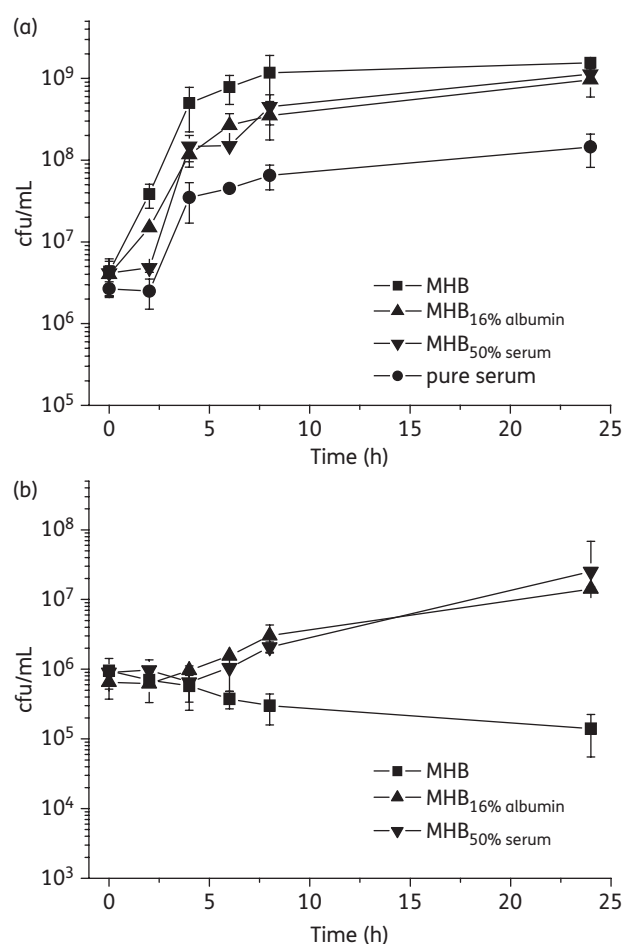 (a)
10⁹
10⁸
10⁷
10⁶
10⁵
cfu/mL
MHB
MHB₁₆% albumin
MHB₅₀% serum
pure serum
0 5 10 15 20 25
Time (h)
(b)
10⁸
10⁷
10⁶
10⁵
10⁴
10³
cfu/mL
MHB
MHB₁₆% albumin
MHB₅₀% serum
0 5 10 15 20 25
Time (h)